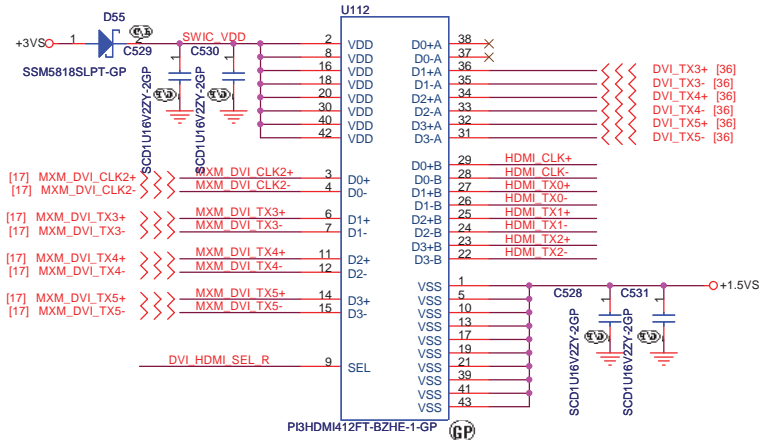 D55
U112
+3VS 1 2 C529 SWIC_VDD C530
SSM5818SLPT-GP
1 1
SCD1U16V2ZY-2GP
SCD1U16V2ZY-2GP
2 VDD D0+A 38
8 VDD D0-A 37
16 VDD D1+A 36 DVI_TX3+ [36]
18 VDD D1-A 35 DVI_TX3- [36]
20 VDD D2+A 34 DVI_TX4+ [36]
30 VDD D2-A 33 DVI_TX4- [36]
40 VDD D3+A 32 DVI_TX5+ [36]
42 VDD D3-A 31 DVI_TX5- [36]
D0+B 29 HDMI_CLK+
[17] MXM_DVI_CLK2+ MXM_DVI_CLK2+ 3 D0+ D0-B 28 HDMI_CLK-
[17] MXM_DVI_CLK2- MXM_DVI_CLK2- 4 D0- D1+B 27 HDMI_TX0+
D1-B 26 HDMI_TX0-
[17] MXM_DVI_TX3+ MXM_DVI_TX3+ 6 D1+ D2+B 25 HDMI_TX1+
[17] MXM_DVI_TX3- MXM_DVI_TX3- 7 D1- D2-B 24 HDMI_TX1-
D3+B 23 HDMI_TX2+
[17] MXM_DVI_TX4+ MXM_DVI_TX4+ 11 D2+ D3-B 22 HDMI_TX2-
[17] MXM_DVI_TX4- MXM_DVI_TX4- 12 D2-
VSS 1 C528 C531 +1.5VS
[17] MXM_DVI_TX5+ MXM_DVI_TX5+ 14 D3+ VSS 5 1 1
[17] MXM_DVI_TX5- MXM_DVI_TX5- 15 D3- VSS 10
VSS 13
VSS 17
VSS 19
DVI_HDMI_SEL_R 9 SEL VSS 21
VSS 39
VSS 41
VSS 43
SCD1U16V2ZY-2GP
SCD1U16V2ZY-2GP
PI3HDMI412FT-BZHE-1-GP GP